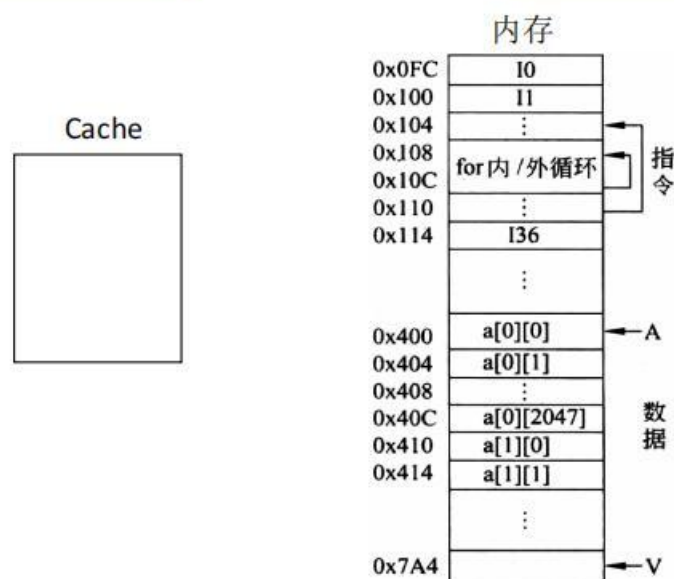 内存
Cache
0x0FC I0
0x100 I1
0x104 ⋮
0x108
for内/外循环
0x10C
0x110 ⋮
0x114 I36
指令
⋮
0x400 a[0][0] A
0x404 a[0][1]
0x408 ⋮
0x40C a[0][2047]
0x410 a[1][0]
0x414 a[1][1]
数据
⋮
0x7A4 V